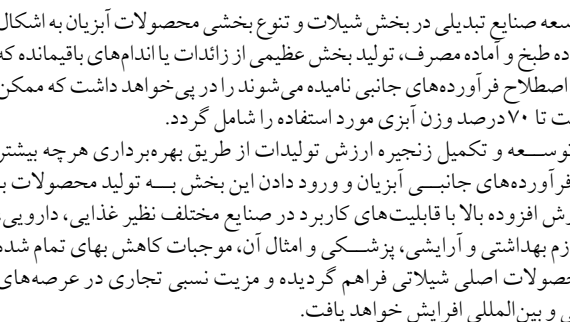 سعه صنایع تبدیلی در بخش شیلات و تنوع بخشی محصولات آبزیان به اشکال
ده طبخ و آماده مصرف، تولید بخش عظیمی از زائدات یا اندام‌های باقیمانده که
اصطلاح فرآورده‌های جانبی نامیده می‌شوند را در پی خواهد داشت که ممکن
ت تا ۷۰ درصد وزن آبزی مورد استفاده را شامل گردد.
توسعه و تکمیل زنجیره ارزش تولیدات از طریق بهره‌برداری هرچه بیشتر
فرآورده‌های جانبی آبزیان و ورود دادن این بخش به تولید محصولات با
زش افزوده بالا با قابلیت‌های کاربرد در صنایع مختلف نظیر غذایی، دارویی،
زم بهداشتی و آرایشی، پزشکی و امثال آن، موجبات کاهش بهای تمام شده
حصولات اصلی شیلاتی فراهم گردیده و مزیت نسبی تجاری در عرصه‌های
ی و بین‌المللی افرایش خواهد یافت.